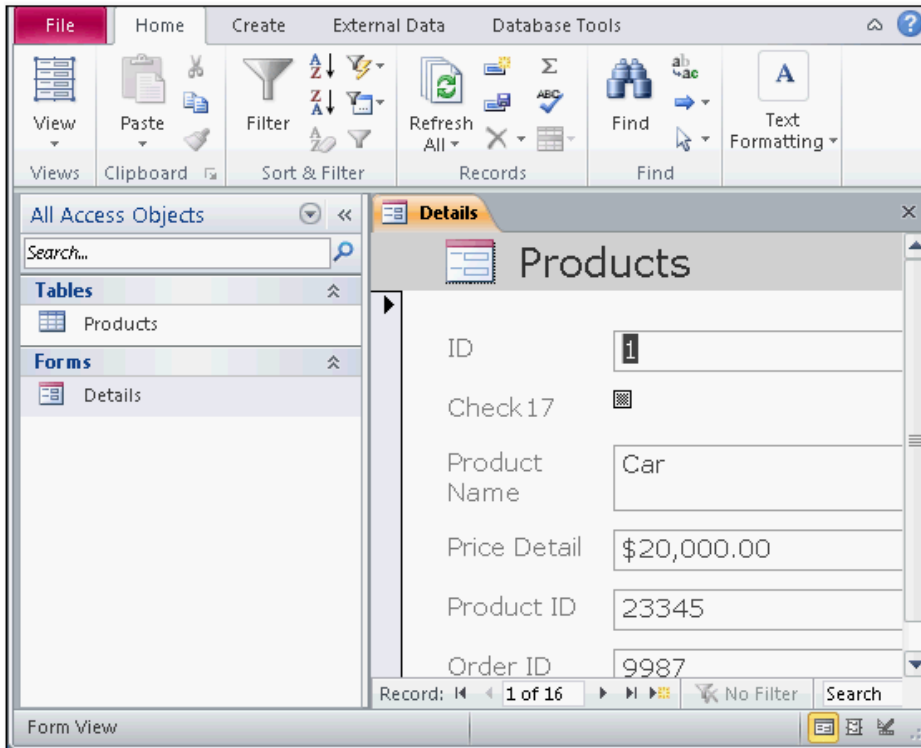 File Home Create External Data Database Tools
View Paste Filter Refresh All Find Text Formatting
Views Clipboard Sort & Filter Records Find
All Access Objects
Search...
Tables
Products
Forms
Details
Details
Products
ID 1
Check17
Product Name Car
Price Detail $20,000.00
Product ID 23345
Order ID 9987
Record: 1 of 16 No Filter Search
Form View